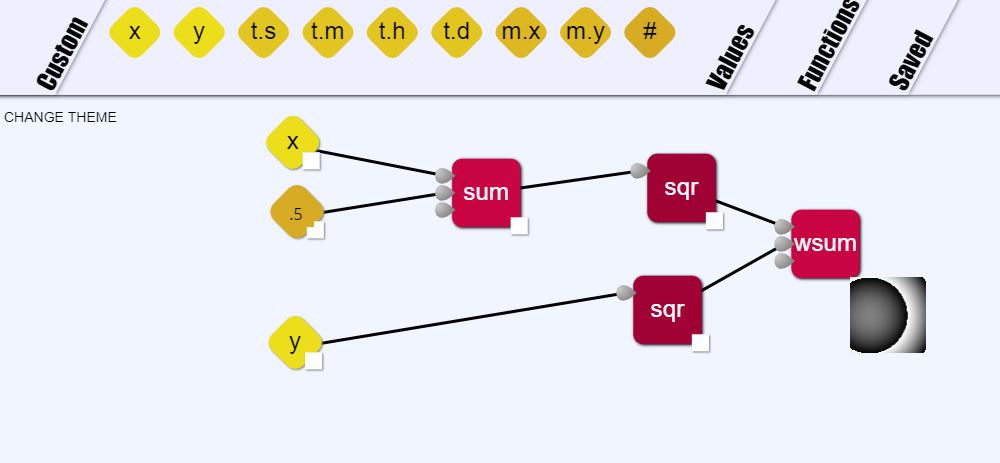 Custom
x
y
t.s
t.m
t.h
t.d
m.x
m.y
#
Values
Functions
Saved
CHANGE THEME
x
.5
sum
sqr
wsum
y
sqr